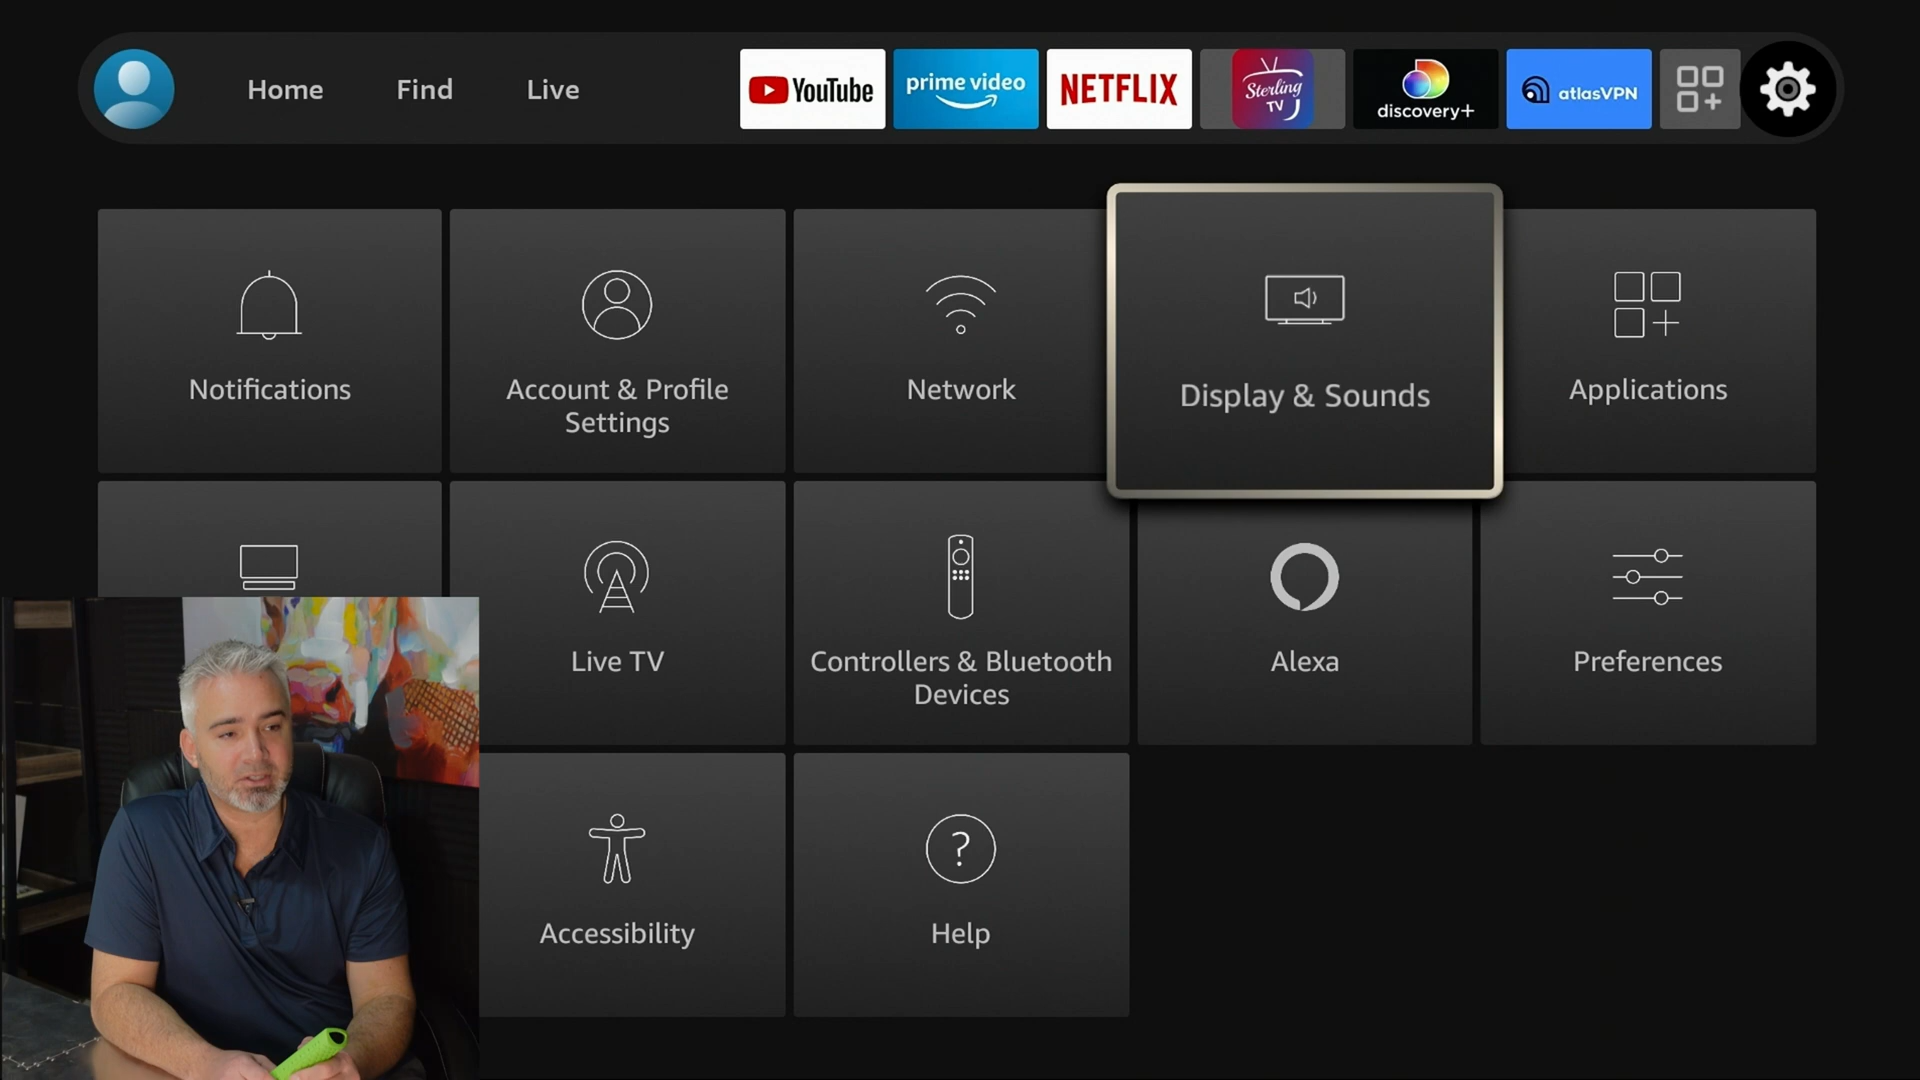 Home
Find
Live
YouTube
prime video
NETFLIX
Sterling
TV
discovery+
atlasVPN
Notifications
Account & Profile
Settings
Network
Display & Sounds
Applications
Live TV
Controllers & Bluetooth
Devices
Alexa
Preferences
Accessibility
Help
?